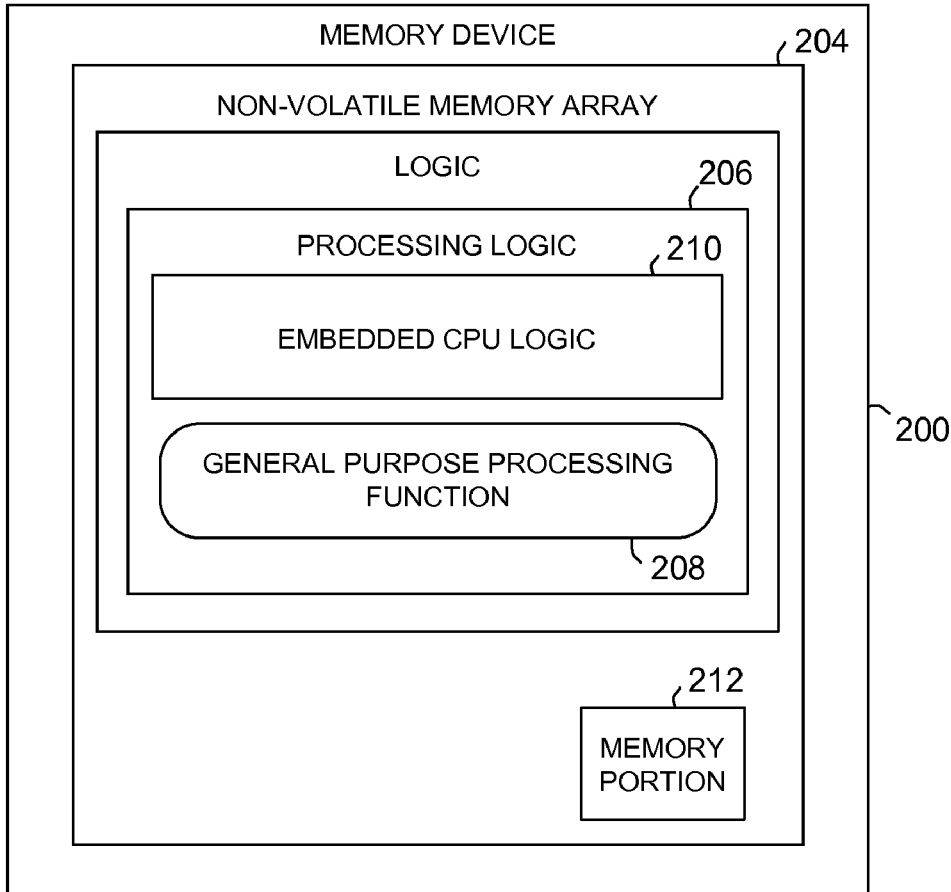 MEMORY DEVICE
204
NON-VOLATILE MEMORY ARRAY
LOGIC
206
PROCESSING LOGIC
210
EMBEDDED CPU LOGIC
200
GENERAL PURPOSE PROCESSING
FUNCTION
208
212
MEMORY
PORTION